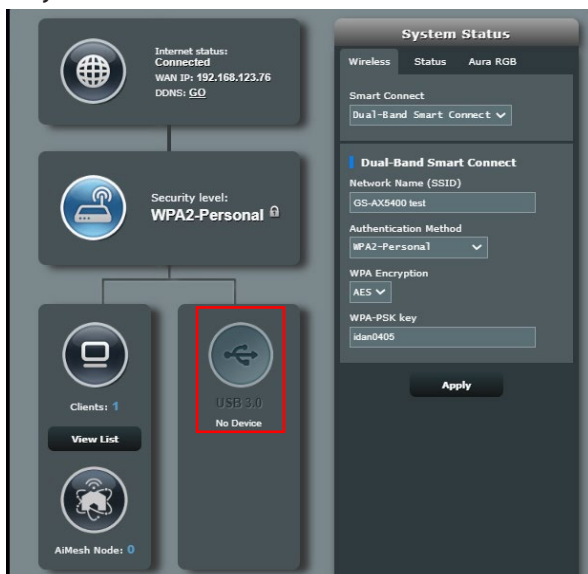 Internet status:
Connected
WAN IP: 192.168.123.76
DDNS: GO
Security level:
WPA2-Personal
Clients: 1
View List
AiMesh Node: 0
USB 3.0
No Device
System Status
Wireless Status Aura RGB
Smart Connect
Dual-Band Smart Connect
Dual-Band Smart Connect
Network Name (SSID)
GS-AX5400 test
Authentication Method
WPA2-Personal
WPA Encryption
AES
WPA-PSK key
idan0405
Apply